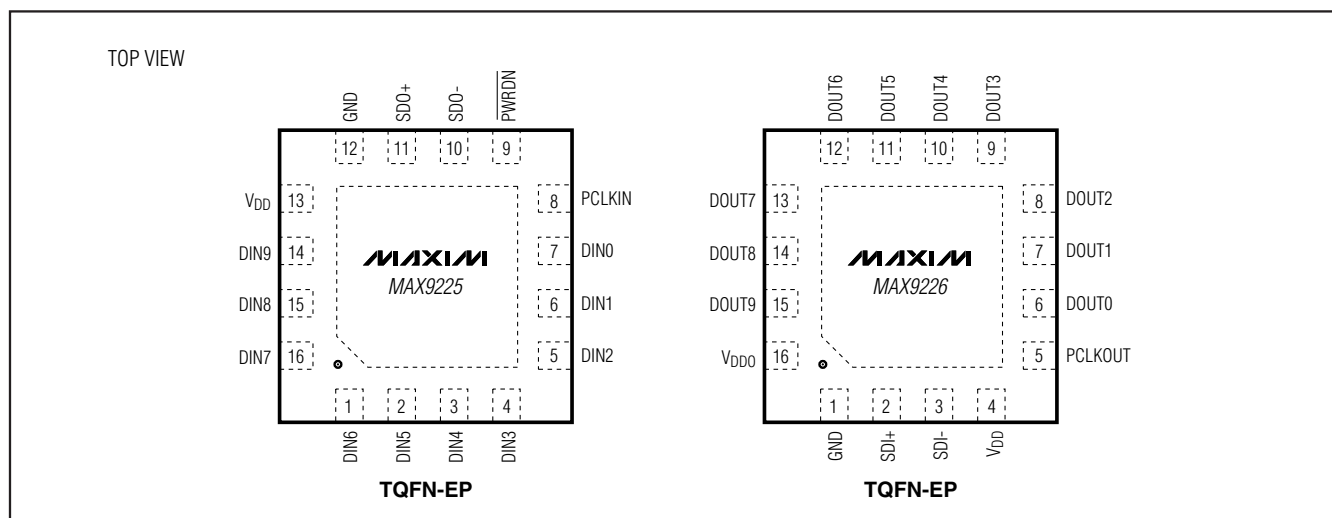 TOP VIEW
GND SDO+ SDO- PWRDN
12 11 10 9
VDD 13
DIN9 14
DIN8 15
DIN7 16
8 PCLKIN
7 DIN0
6 DIN1
5 DIN2
MAXIM
MAX9225
1 2 3 4
DIN6 DIN5 DIN4 DIN3
TQFN-EP
DOUT6 DOUT5 DOUT4 DOUT3
12 11 10 9
DOUT7 13
DOUT8 14
DOUT9 15
VDDO 16
8 DOUT2
7 DOUT1
6 DOUT0
5 PCLKOUT
MAXIM
MAX9226
1 2 3 4
GND SDI+ SDI- VDD
TQFN-EP